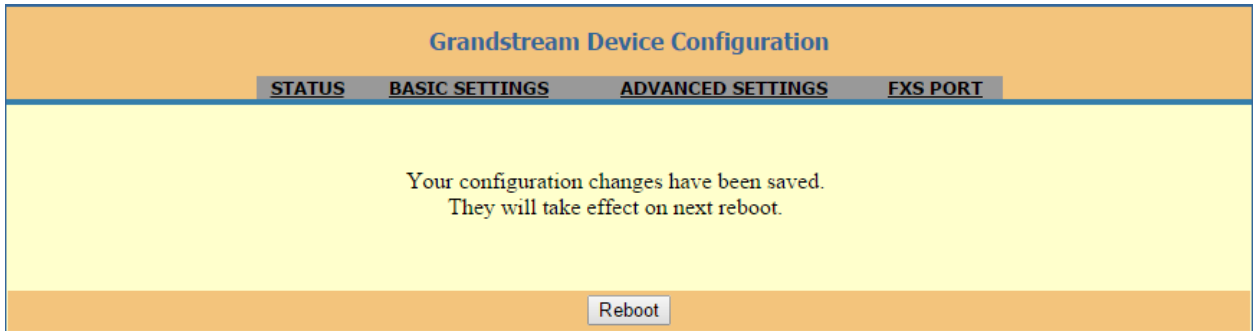 Grandstream Device Configuration
STATUS BASIC SETTINGS ADVANCED SETTINGS FXS PORT
Your configuration changes have been saved.
They will take effect on next reboot.
Reboot